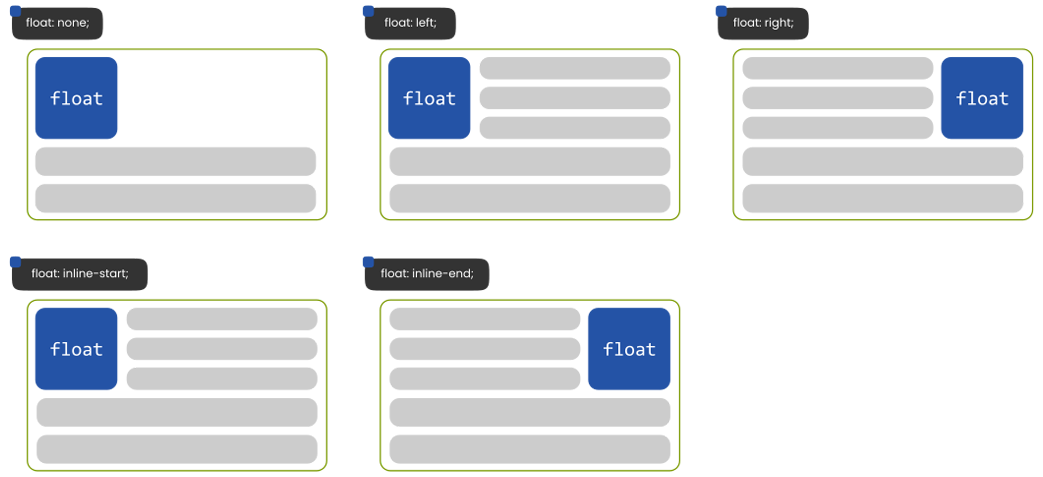 float: none;
float: left;
float: right;
float
float
float
float: inline-start;
float: inline-end;
float
float